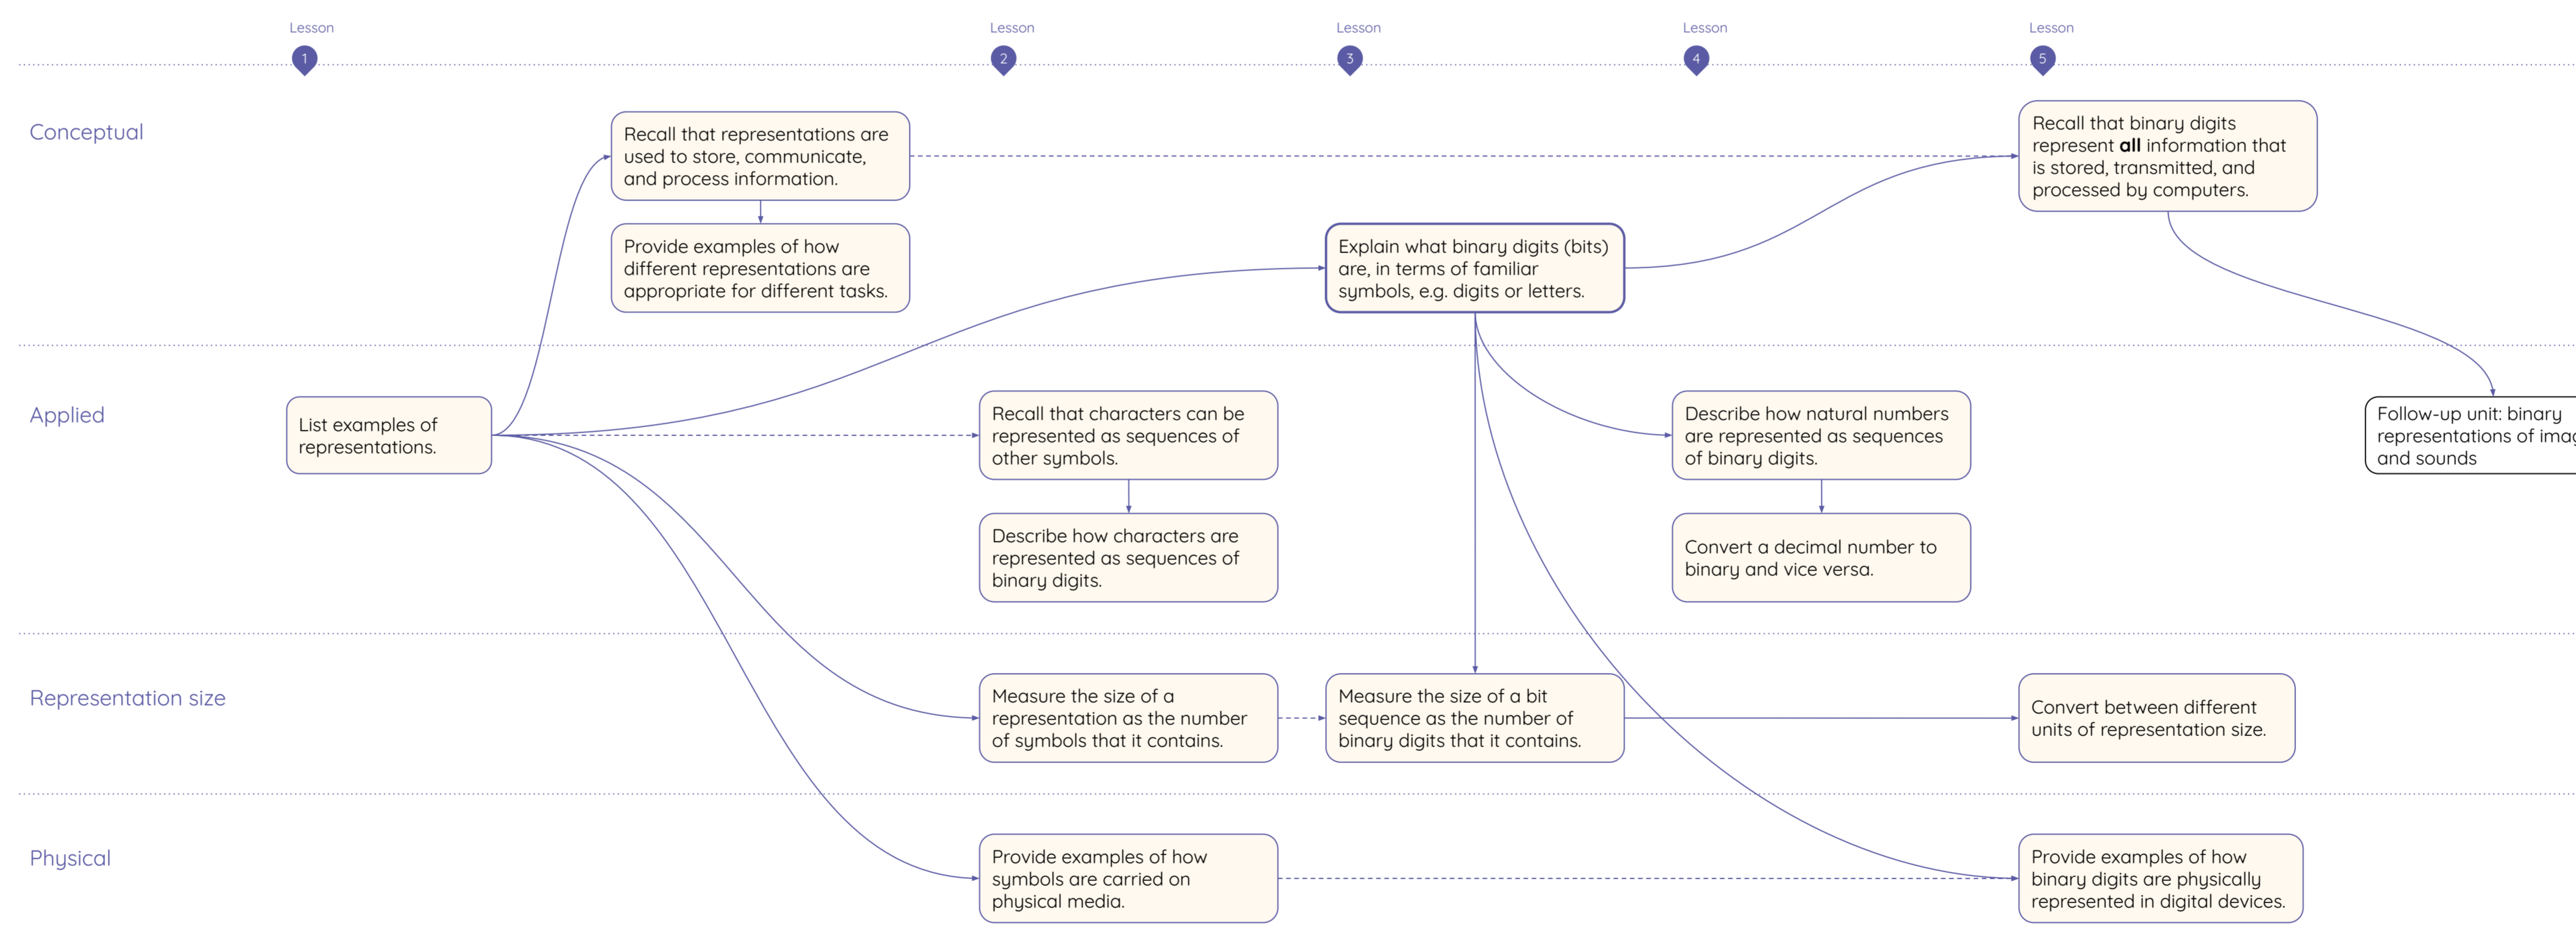 Lesson
1
Lesson
2
Lesson
3
Lesson
4
Lesson
5
Conceptual
Recall that representations are
used to store, communicate,
and process information.
Provide examples of how
different representations are
appropriate for different tasks.
Explain what binary digits (bits)
are, in terms of familiar
symbols, e.g. digits or letters.
Recall that binary digits
represent all information that
is stored, transmitted, and
processed by computers.
Applied
List examples of
representations.
Recall that characters can be
represented as sequences of
other symbols.
Describe how characters are
represented as sequences of
binary digits.
Describe how natural numbers
are represented as sequences
of binary digits.
Convert a decimal number to
binary and vice versa.
Follow-up unit: binary
representations of
and sounds
Representation size
Measure the size of a
representation as the number
of symbols that it contains.
Measure the size of a bit
sequence as the number of
binary digits that it contains.
Convert between different
units of representation size.
Physical
Provide examples of how
symbols are carried on
physical media.
Provide examples of how
binary digits are physically
represented in digital devices.